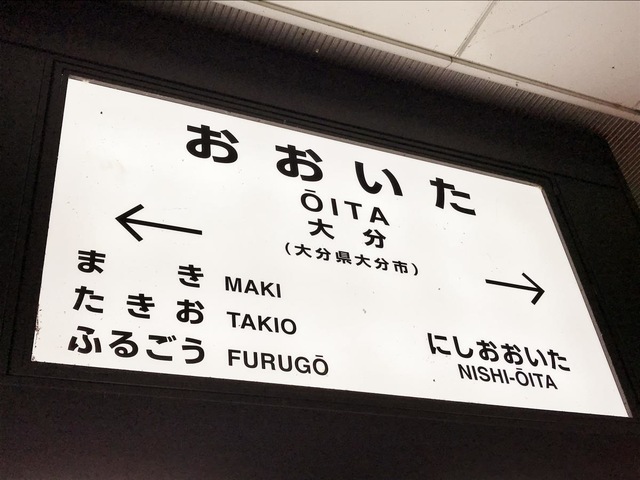 おおいた
ŌITA
大分
(大分県大分市)
←
→
まき MAKI
たきお TAKIO
ふるごう FURUGŌ
にしおおいた
NISHI-ŌITA